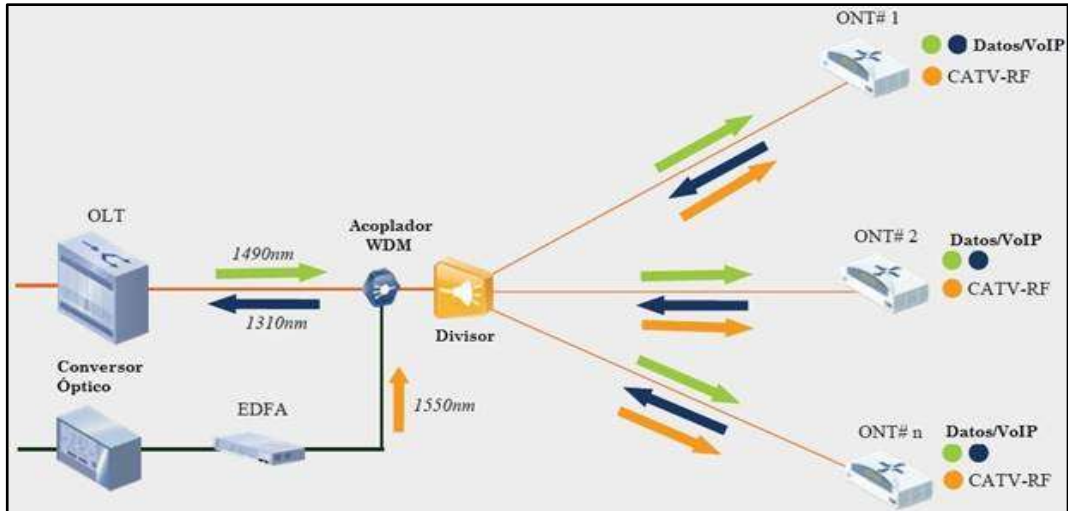 ONT# 1
Datos/VoIP
CATV-RF
OLT
1490nm
1310nm
Acoplador
WDM
Divisor
ONT# 2
Datos/VoIP
CATV-RF
Conversor
Óptico
EDFA
1550nm
ONT# n
Datos/VoIP
CATV-RF